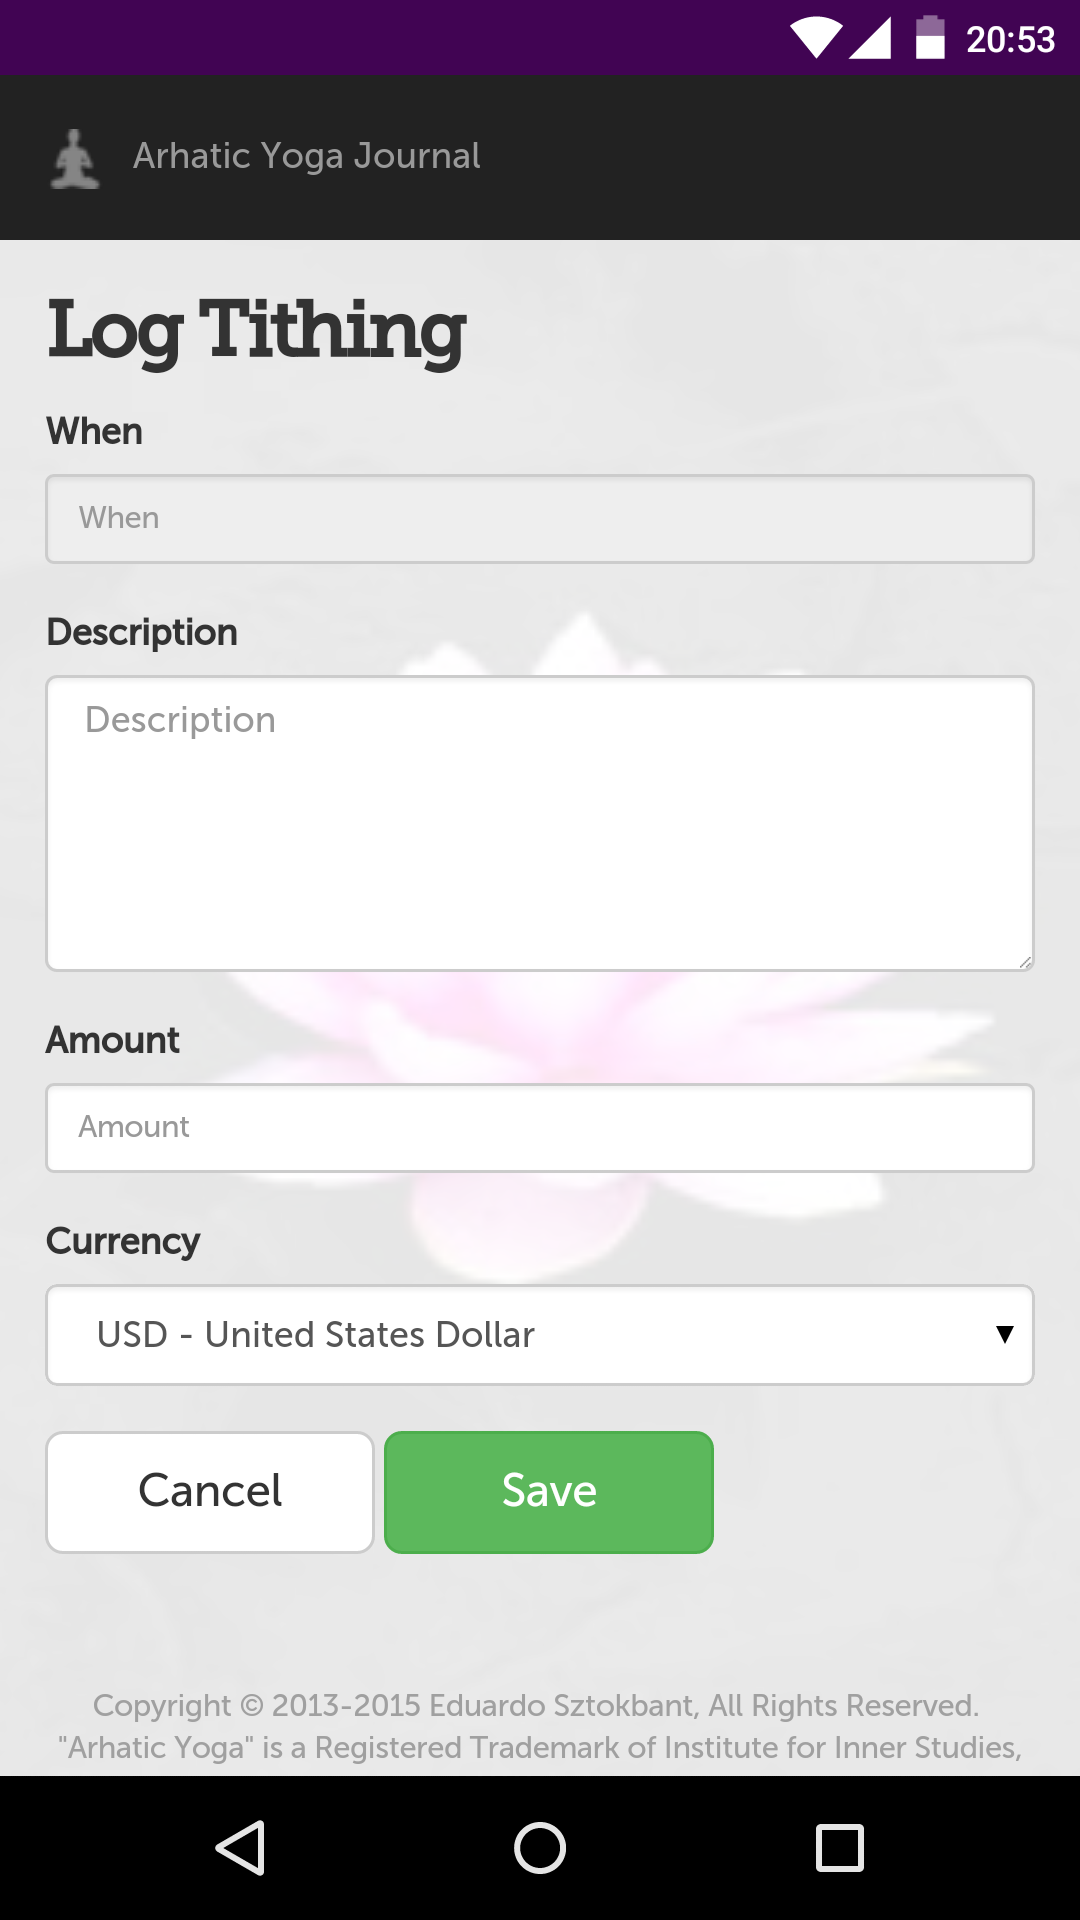 20:53
Arhatic Yoga Journal
Log Tithing
When
When
Description
Description
Amount
Amount
Currency
USD - United States Dollar
Cancel Save
Copyright © 2013-2015 Eduardo Sztokbant, All Rights Reserved.
"Arhatic Yoga" is a Registered Trademark of Institute for Inner Studies,